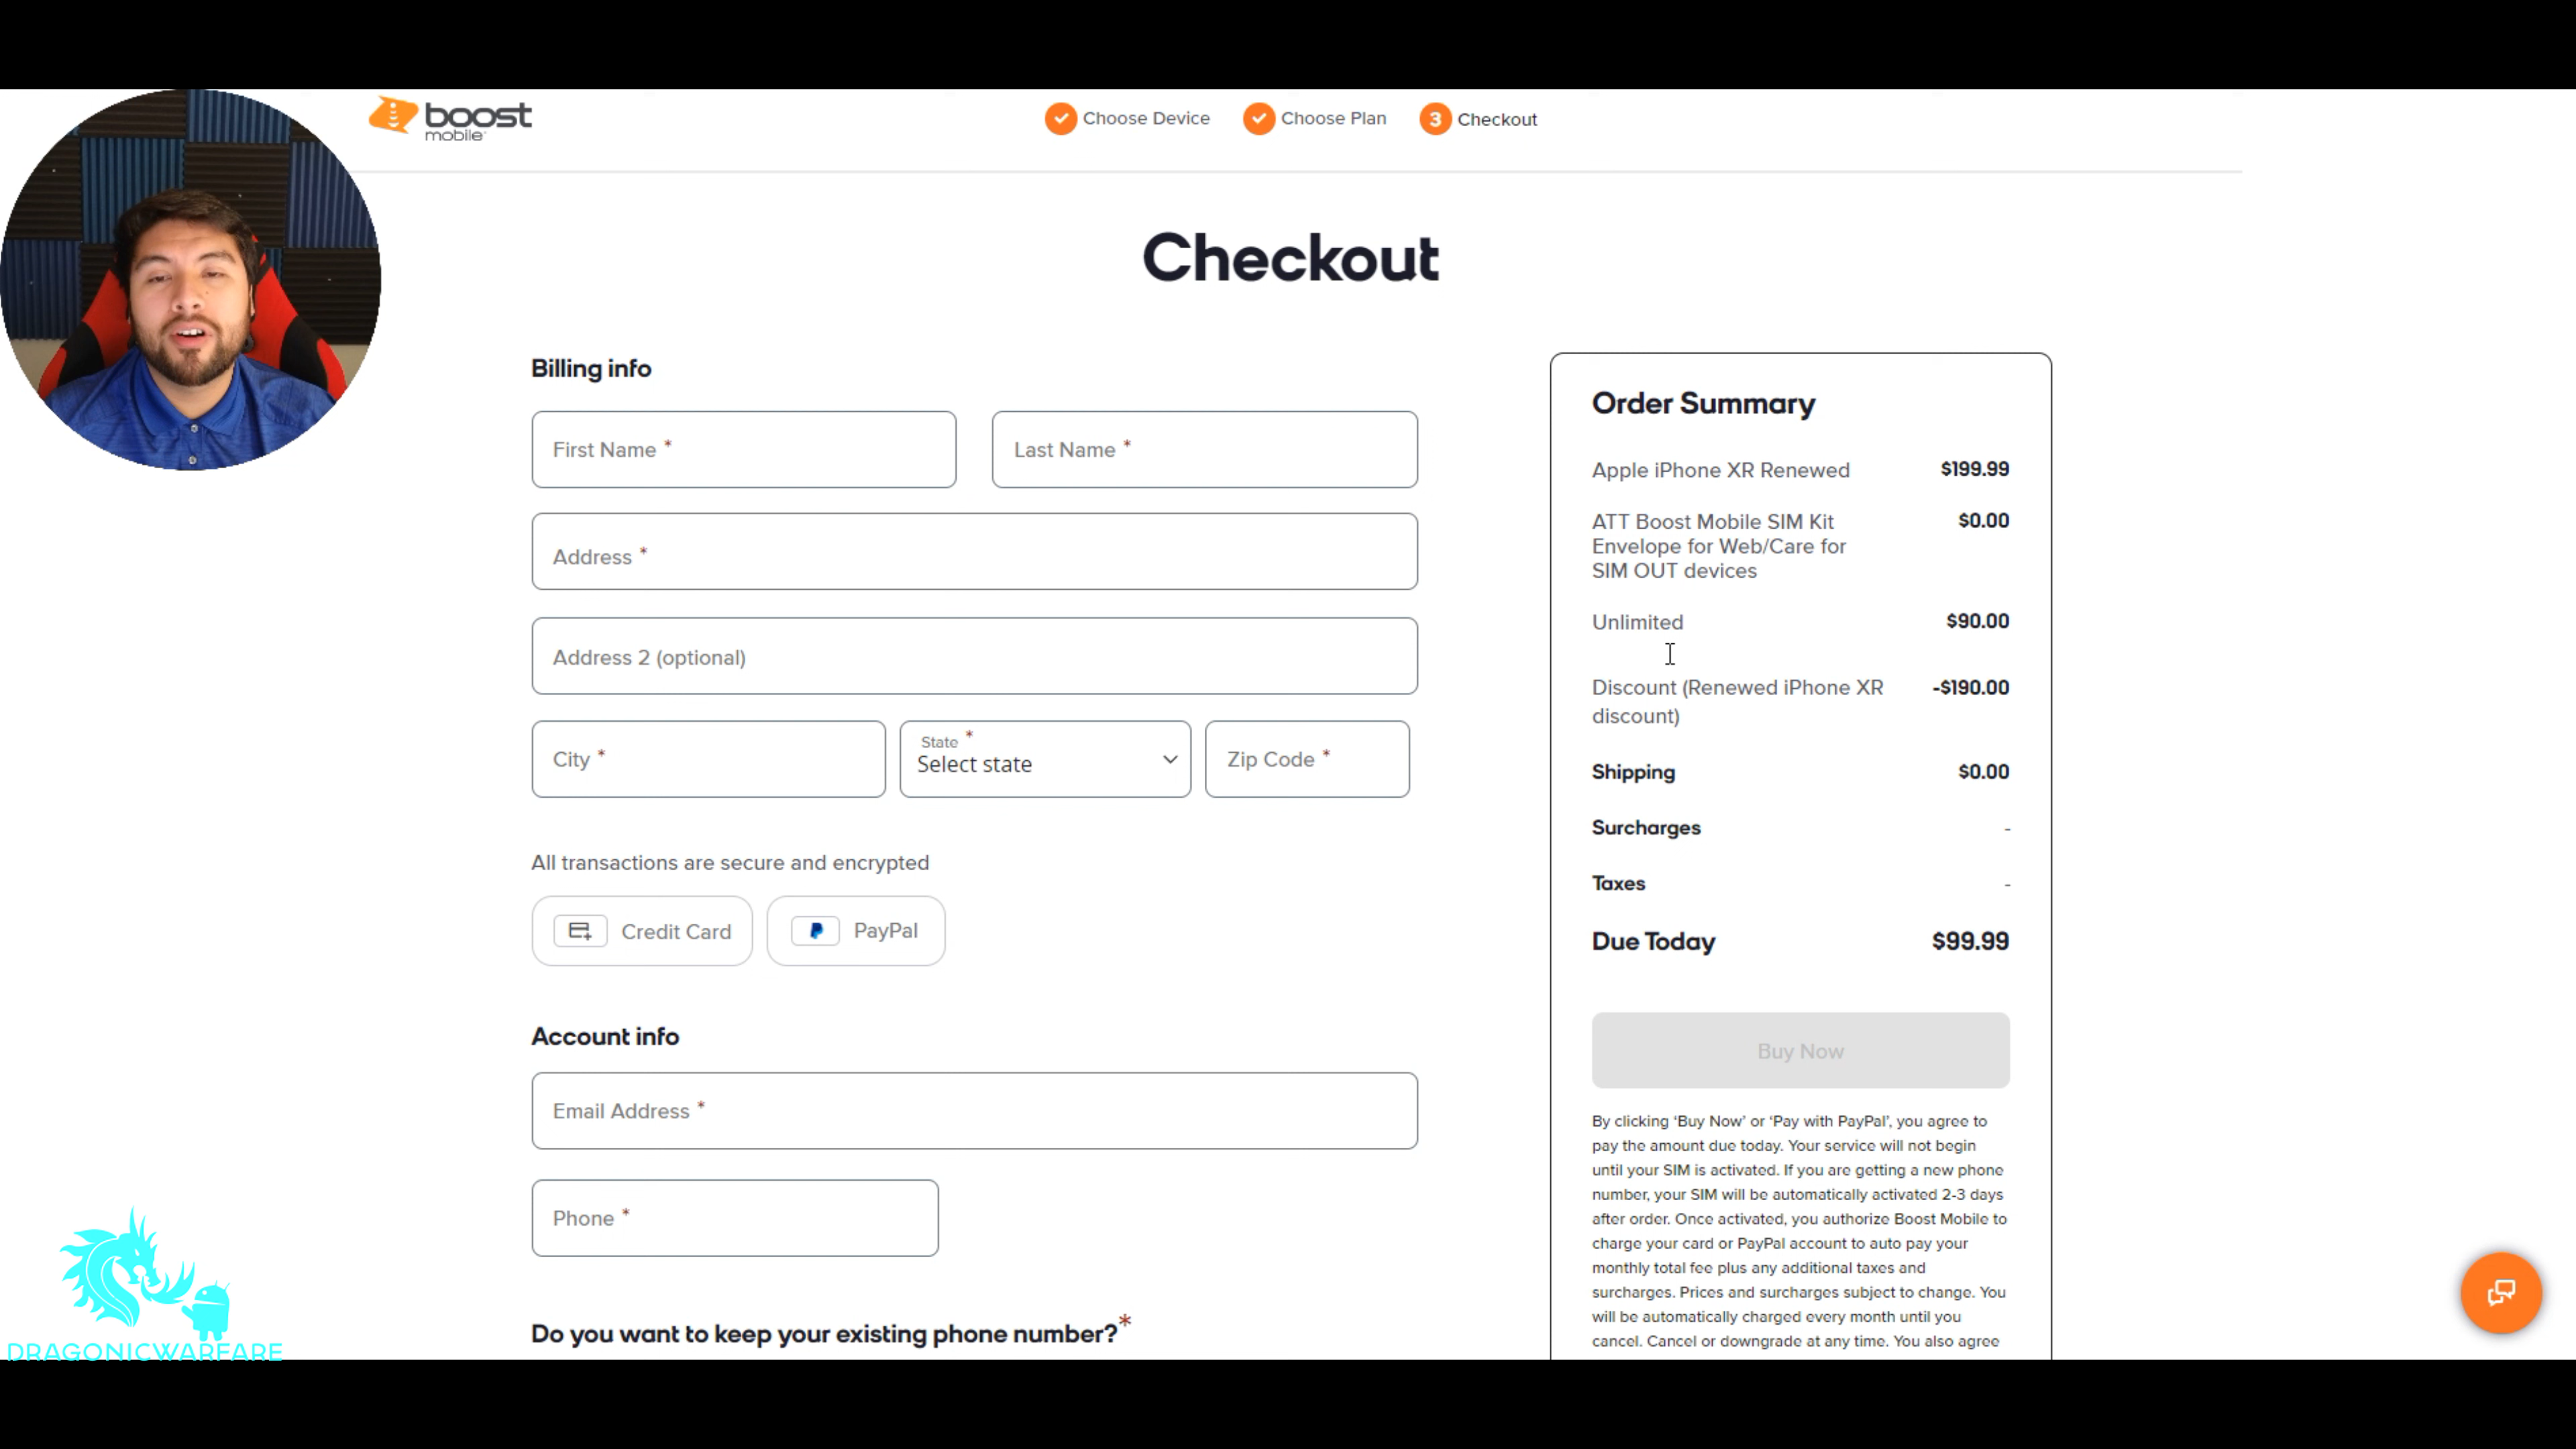 boost
mobile
Choose Device
Choose Plan
3 Checkout
Checkout
Billing info
First Name *
Last Name *
Address *
Address 2 (optional)
City *
State *
Select state
Zip Code *
All transactions are secure and encrypted
Credit Card
PayPal
Account info
Email Address *
Phone *
Do you want to keep your existing phone number?*
Order Summary
Apple iPhone XR Renewed $199.99
ATT Boost Mobile SIM Kit $0.00
Envelope for Web/Care for
SIM OUT devices
Unlimited $90.00
Discount (Renewed iPhone XR -$190.00
discount)
Shipping $0.00
Surcharges -
Taxes -
Due Today $99.99
Buy Now
By clicking ‘Buy Now’ or ‘Pay with PayPal’, you agree to
pay the amount due today. Your service will not begin
until your SIM is activated. If you are getting a new phone
number, your SIM will be automatically activated 2-3 days
after order. Once activated, you authorize Boost Mobile to
charge your card or PayPal account to auto pay your
monthly total fee plus any additional taxes and
surcharges. Prices and surcharges subject to change. You
will be automatically charged every month until you
cancel. Cancel or downgrade at any time. You also agree
DRAGONICWARFARE